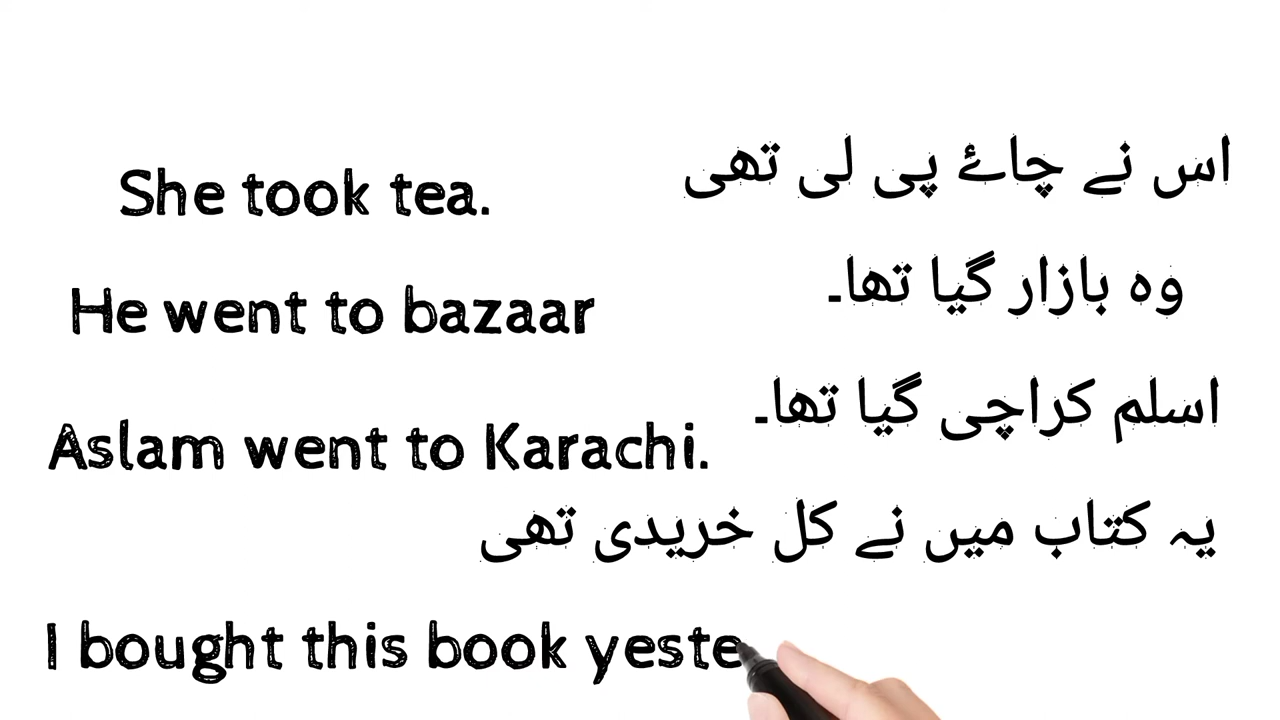 اس نے چائے پی لی تھی
She took tea.
وہ بازار گیا تھا۔
He went to bazaar
اسلم کراچی گیا تھا۔
Aslam went to Karachi.
یہ کتاب میں نے کل خریدی تھی
I bought this book yeste